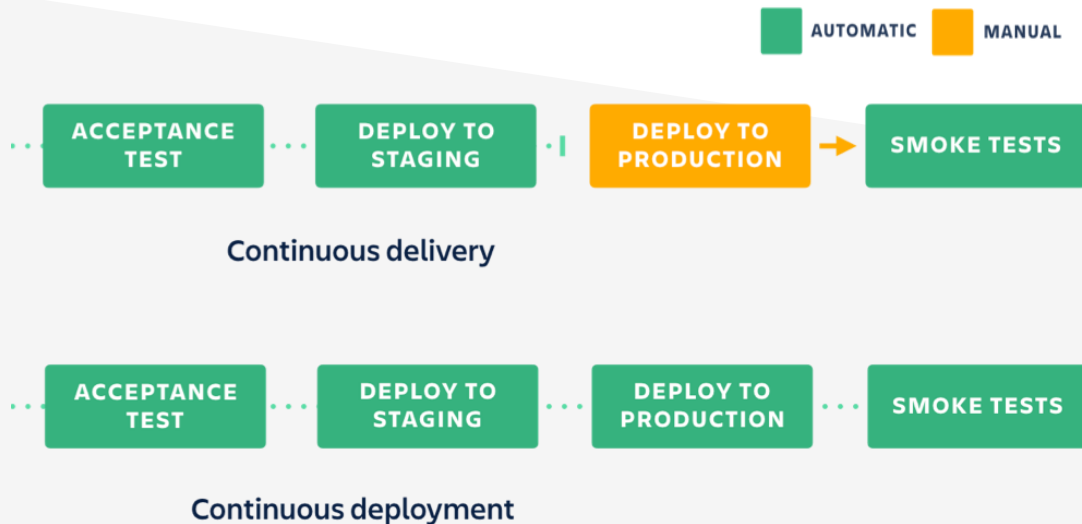 AUTOMATIC
MANUAL
ACCEPTANCE
TEST
DEPLOY TO
STAGING
DEPLOY TO
PRODUCTION
SMOKE TESTS
Continuous delivery
ACCEPTANCE
TEST
DEPLOY TO
STAGING
DEPLOY TO
PRODUCTION
SMOKE TESTS
Continuous deployment